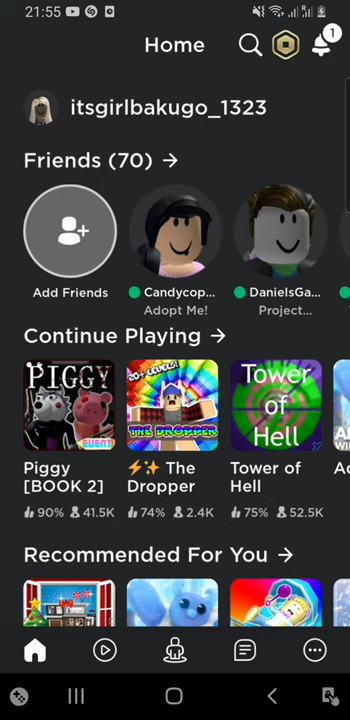 21:55
1
Home
itsgirlbakugo_1323
Friends (70) →
Add Friends
Candycop...
DanielsGa...
Adopt Me!
Project...
Continue Playing →
PIGGY
EVENT
20+ LEVELS!
THE DROPPER
Tower
of
Hell
Piggy
[BOOK 2]
⚡✨ The
Dropper
Tower of
Hell
90% 41.5K
74% 2.4K
75% 52.5K
Recommended For You →